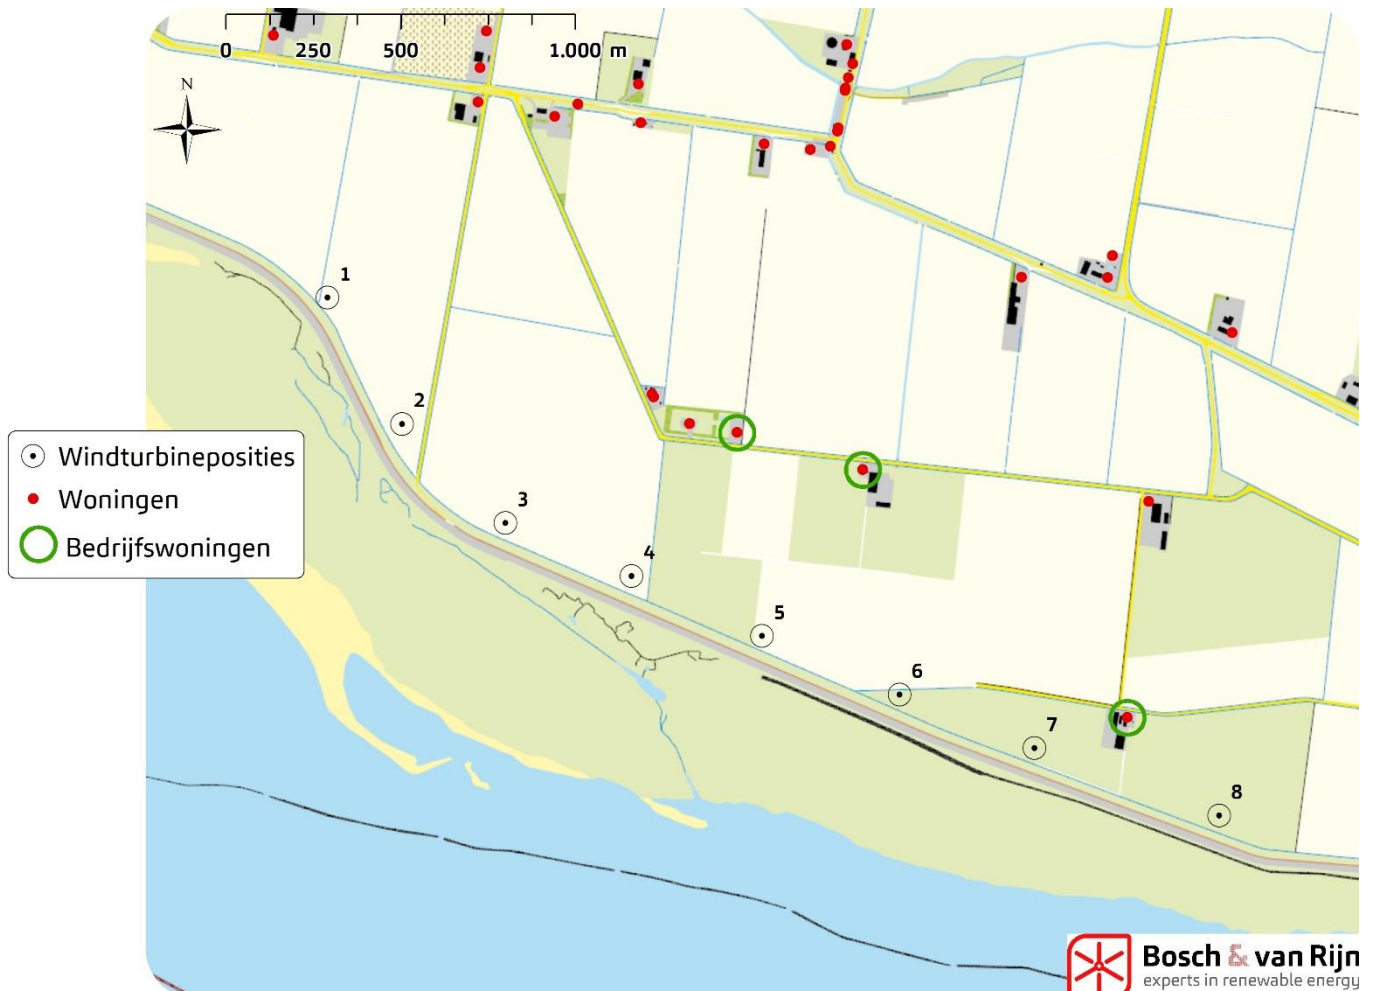 0 250 500 1.000 m
N
1
2
3
4
5
6
7
8
Windturbineposities
Woningen
Bedrijfswoningen
Bosch & van Rijn
experts in renewable energy